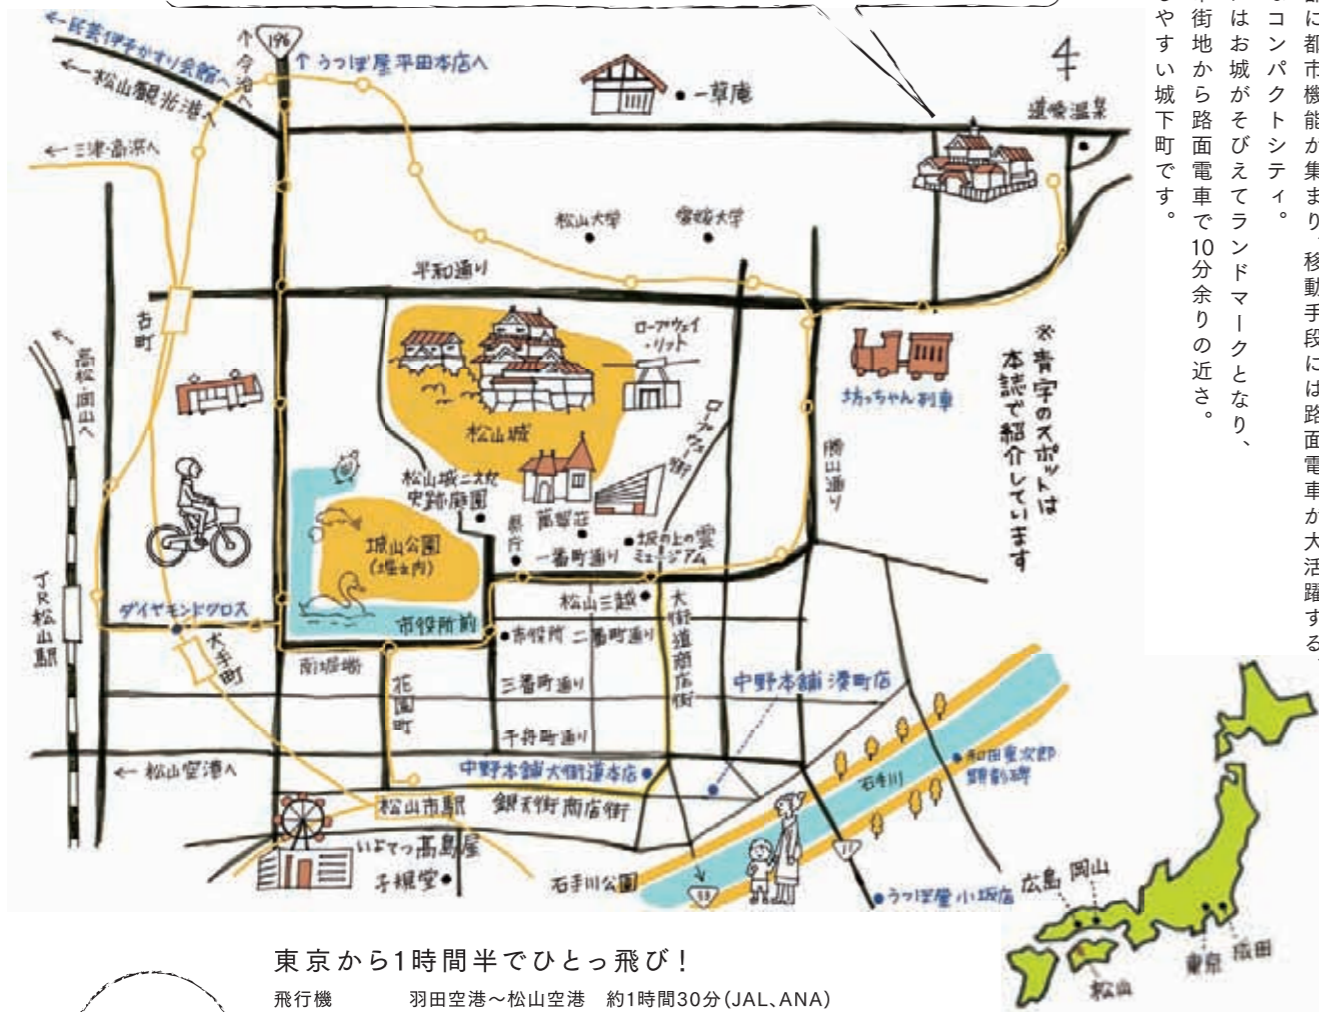 部に都市機能が集まり、移動手段には路面電車が大活躍する、
コンパクトシティ。
はお城がそびえてランドマークとなり、
街地から路面電車で10分余りの近さ。
やすい城下町です。
←民芸伊予かすり会館へ
←松山観光港へ
↑今治へ
196
↑うつぼ屋平田本店へ
一草庵
道後温泉
←三津・高浜へ
松山大学
愛媛大学
平和通り
古町
←高松・岡山へ
ロープウェイ
・リフト
ロープウェー街
坊っちゃん列車
※青字のスポットは
本誌で紹介しています
松山城
勝山通り
松山城二之丸
史跡庭園
県庁
萬翠荘
坂の上の雲
ミュージアム
一番町通り
城山公園
(堀之内)
JR松山駅
ダイヤモンドクロス
大手町
市役所前
市役所
二番町通り
松山三越
大街道商店街
南堀端
花園町
三番町通り
中野本舗 湊町店
千舟町通り
←松山空港へ
中野本舗大街道本店
銀天街商店街
松山市駅
いよてつ高島屋
子規堂
石手川公園
石手川
和田重次郎
顕彰碑
うつぼ屋小坂店
広島
岡山
松山
東京
成田
東京から1時間半でひとっ飛び!
飛行機 羽田空港〜松山空港 約1時間30分(JAL、ANA)